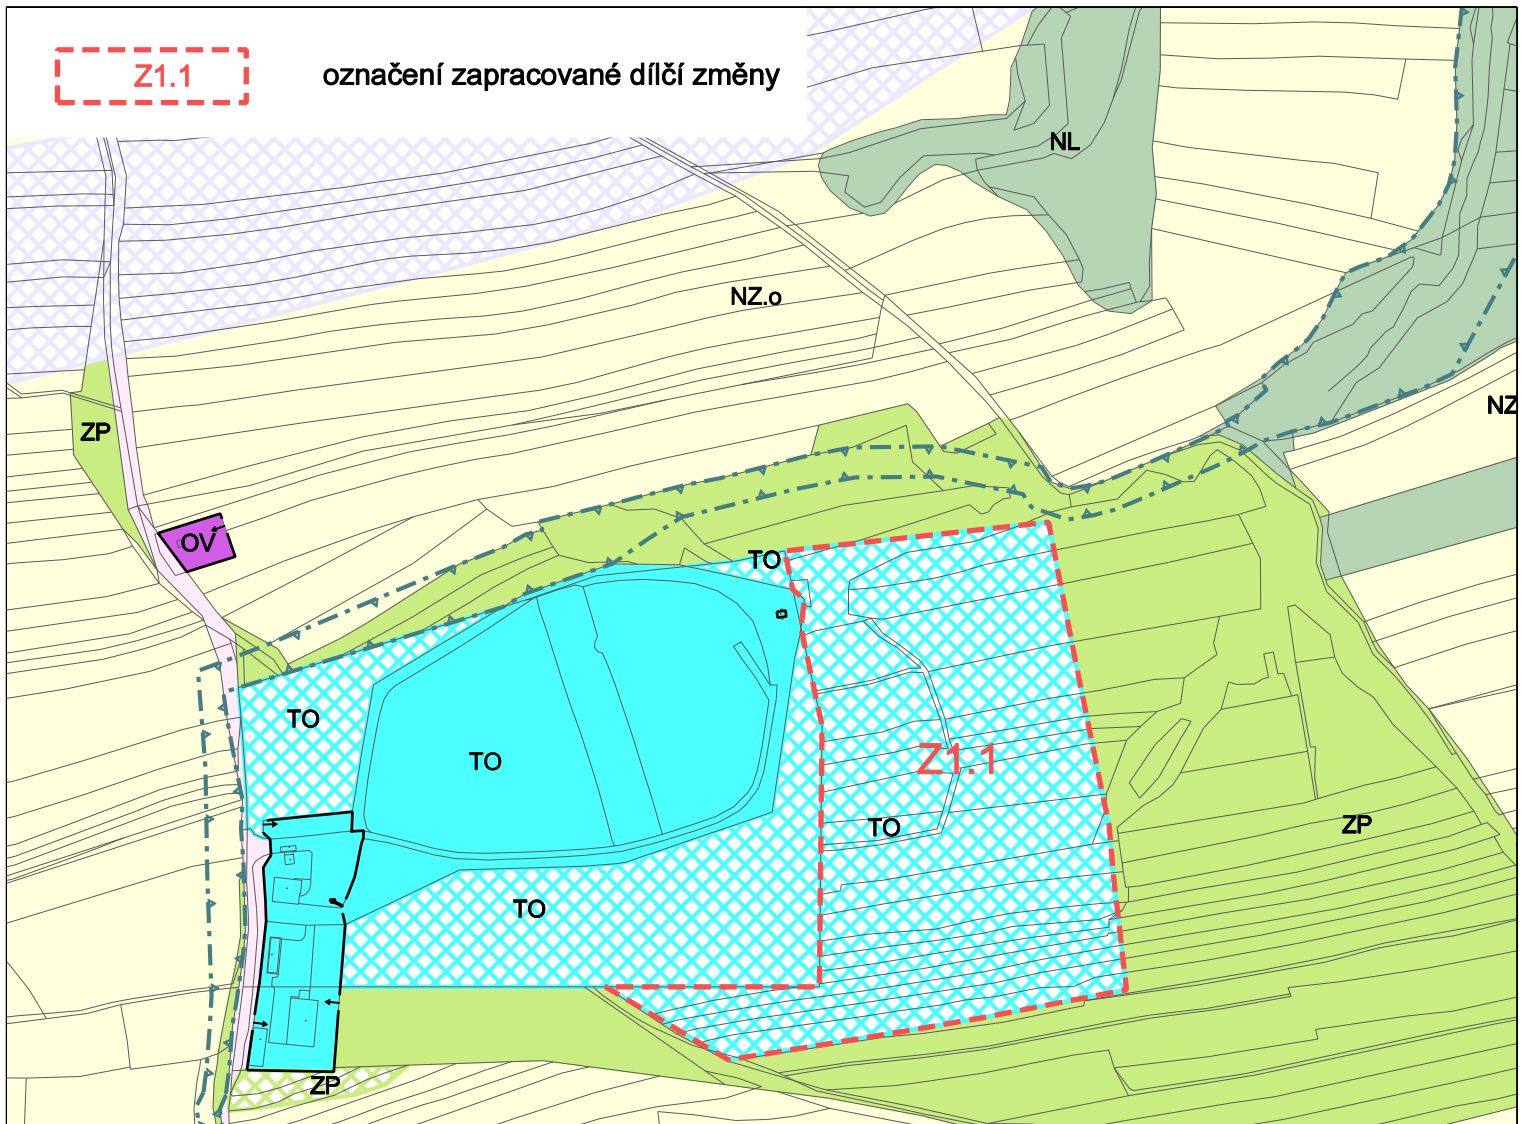 Z1.1 označení zapracované dílčí změny
NL
NZ.o
NZ
ZP
OV
TO
TO
TO
Z1.1
TO
ZP
TO
ZP